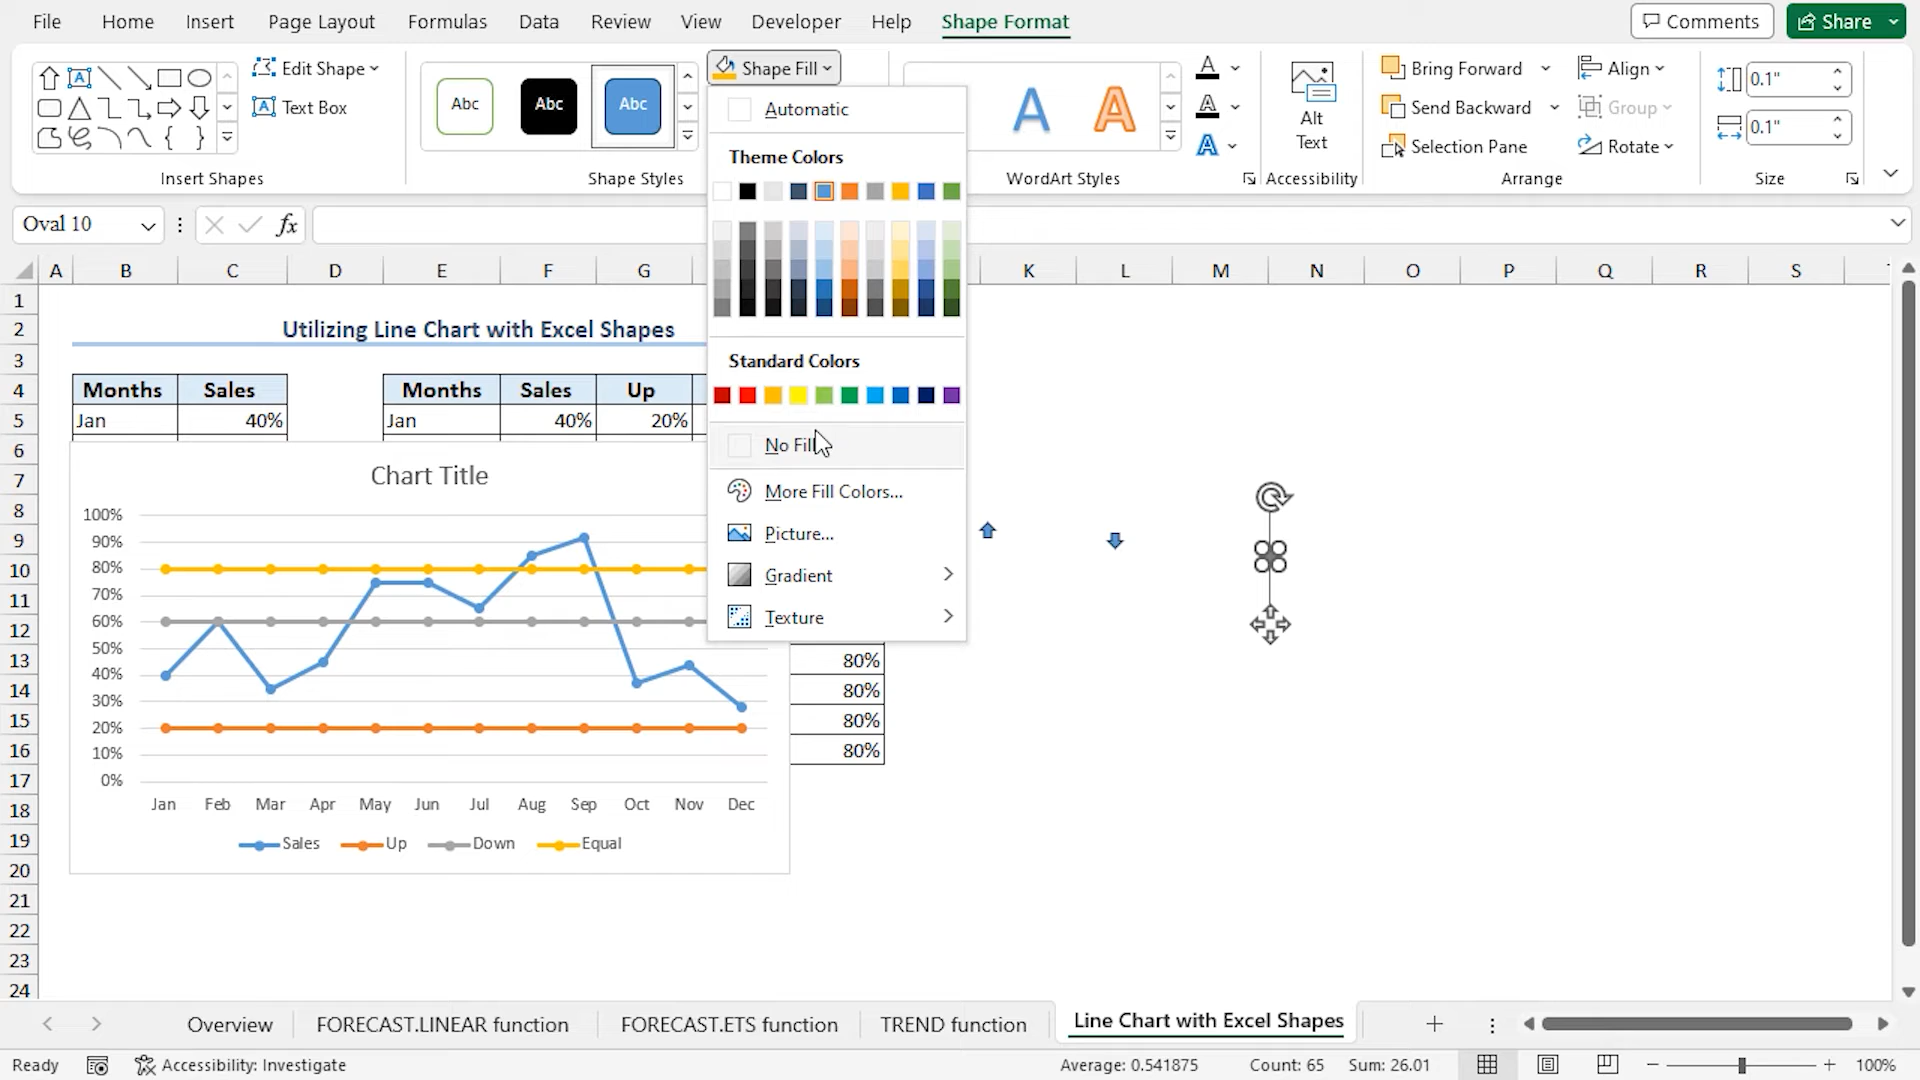 File Home Insert Page Layout Formulas Data Review View Developer Help Shape Format Comments Share
Edit Shape
Text Box
Insert Shapes
Abc Abc Abc
Shape Styles
Shape Fill
A A
WordArt Styles
A
A
A
Alt
Text
Accessibility
Bring Forward
Send Backward
Selection Pane
Align
Group
Rotate
Arrange
0.1"
0.1"
Size
Automatic
Theme Colors
Standard Colors
No Fill
More Fill Colors...
Picture...
Gradient
Texture
Oval 10
fx
A B C D E F G K L M N O P Q R S
1
2 Utilizing Line Chart with Excel Shapes
3
4 Months Sales Months Sales Up
5 Jan 40% Jan 40% 20%
6
7
8
9
10
11
12
13 80%
14 80%
15 80%
16 80%
17
18
19
20
21
22
23
24
Chart Title
100%
90%
80%
70%
60%
50%
40%
30%
20%
10%
0%
Jan Feb Mar Apr May Jun Jul Aug Sep Oct Nov Dec
Sales Up Down Equal
Overview FORECAST.LINEAR function FORECAST.ETS function TREND function Line Chart with Excel Shapes
Ready Accessibility: Investigate Average: 0.541875 Count: 65 Sum: 26.01 100%